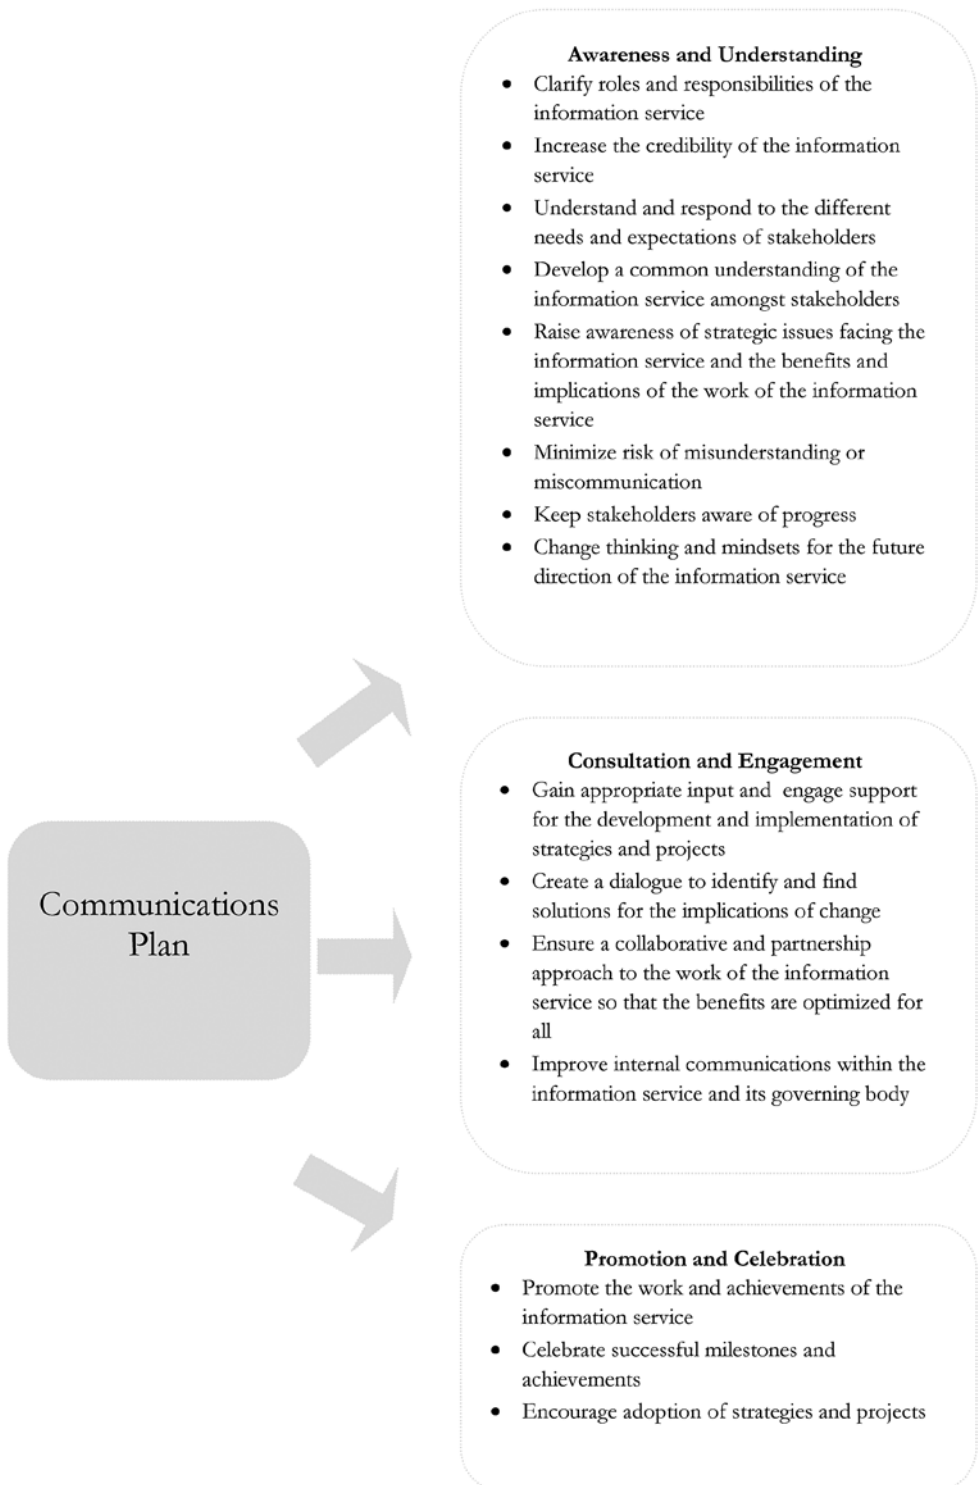 Awareness and Understanding
• Clarify roles and responsibilities of the
information service
• Increase the credibility of the information
service
• Understand and respond to the different
needs and expectations of stakeholders
• Develop a common understanding of the
information service amongst stakeholders
• Raise awareness of strategic issues facing the
information service and the benefits and
implications of the work of the information
service
• Minimize risk of misunderstanding or
miscommunication
• Keep stakeholders aware of progress
• Change thinking and mindsets for the future
direction of the information service
Communications
Plan
Consultation and Engagement
• Gain appropriate input and engage support
for the development and implementation of
strategies and projects
• Create a dialogue to identify and find
solutions for the implications of change
• Ensure a collaborative and partnership
approach to the work of the information
service so that the benefits are optimized for
all
• Improve internal communications within the
information service and its governing body
Promotion and Celebration
• Promote the work and achievements of the
information service
• Celebrate successful milestones and
achievements
• Encourage adoption of strategies and projects